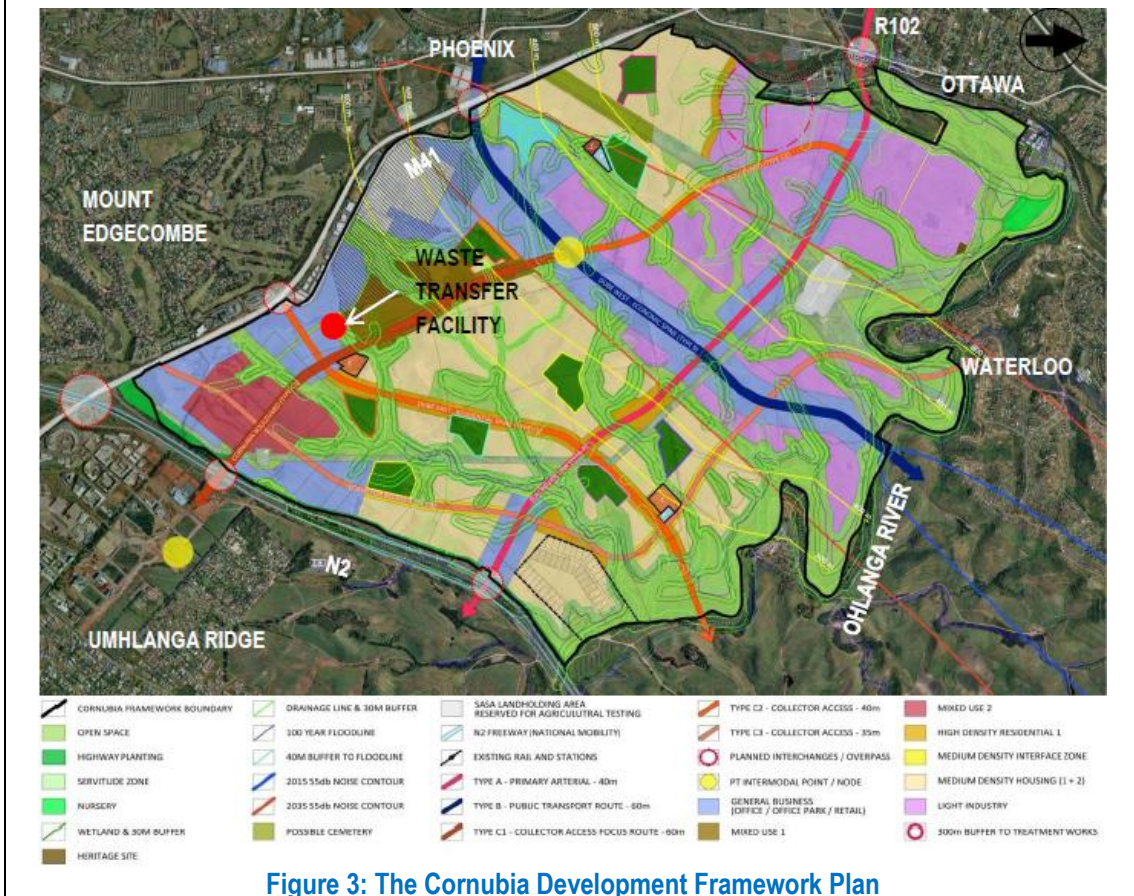 R102
PHOENIX
OTTAWA
M41
MOUNT
EDGECOMBE
WASTE
TRANSFER
FACILITY
WATERLOO
OHLANGA RIVER
N2
UMHLANGA RIDGE
CORNUBIA FRAMEWORK BOUNDARY
OPEN SPACE
HIGHWAY PLANTING
SERVITUDE ZONE
NURSERY
WETLAND & 30M BUFFER
HERITAGE SITE
DRAINAGE LINE & 30M BUFFER
100 YEAR FLOODLINE
40M BUFFER TO FLOODLINE
2015 55db NOISE CONTOUR
2035 55db NOISE CONTOUR
POSSIBLE CEMETERY
SASA LANDHOLDING AREA
RESERVED FOR AGRICULUTRAL TESTING
N2 FREEWAY (NATIONAL MOBILITY)
EXISTING RAIL AND STATIONS
TYPE A - PRIMARY ARTERIAL - 40m
TYPE B - PUBLIC TRANSPORT ROUTE - 60m
TYPE C1 - COLLECTOR ACCESS FOCUS ROUTE - 60m
TYPE C2 - COLLECTOR ACCESS - 40m
TYPE C3 - COLLECTOR ACCESS - 35m
PLANNED INTERCHANGES / OVERPASS
PT INTERMODAL POINT / NODE
GENERAL BUSINESS
(OFFICE / OFFICE PARK / RETAIL)
MIXED USE 1
MIXED USE 2
HIGH DENSITY RESIDENTIAL 1
MEDIUM DENSITY INTERFACE ZONE
MEDIUM DENSITY HOUSING (1 + 2)
LIGHT INDUSTRY
300m BUFFER TO TREATMENT WORKS
Figure 3: The Cornubia Development Framework Plan